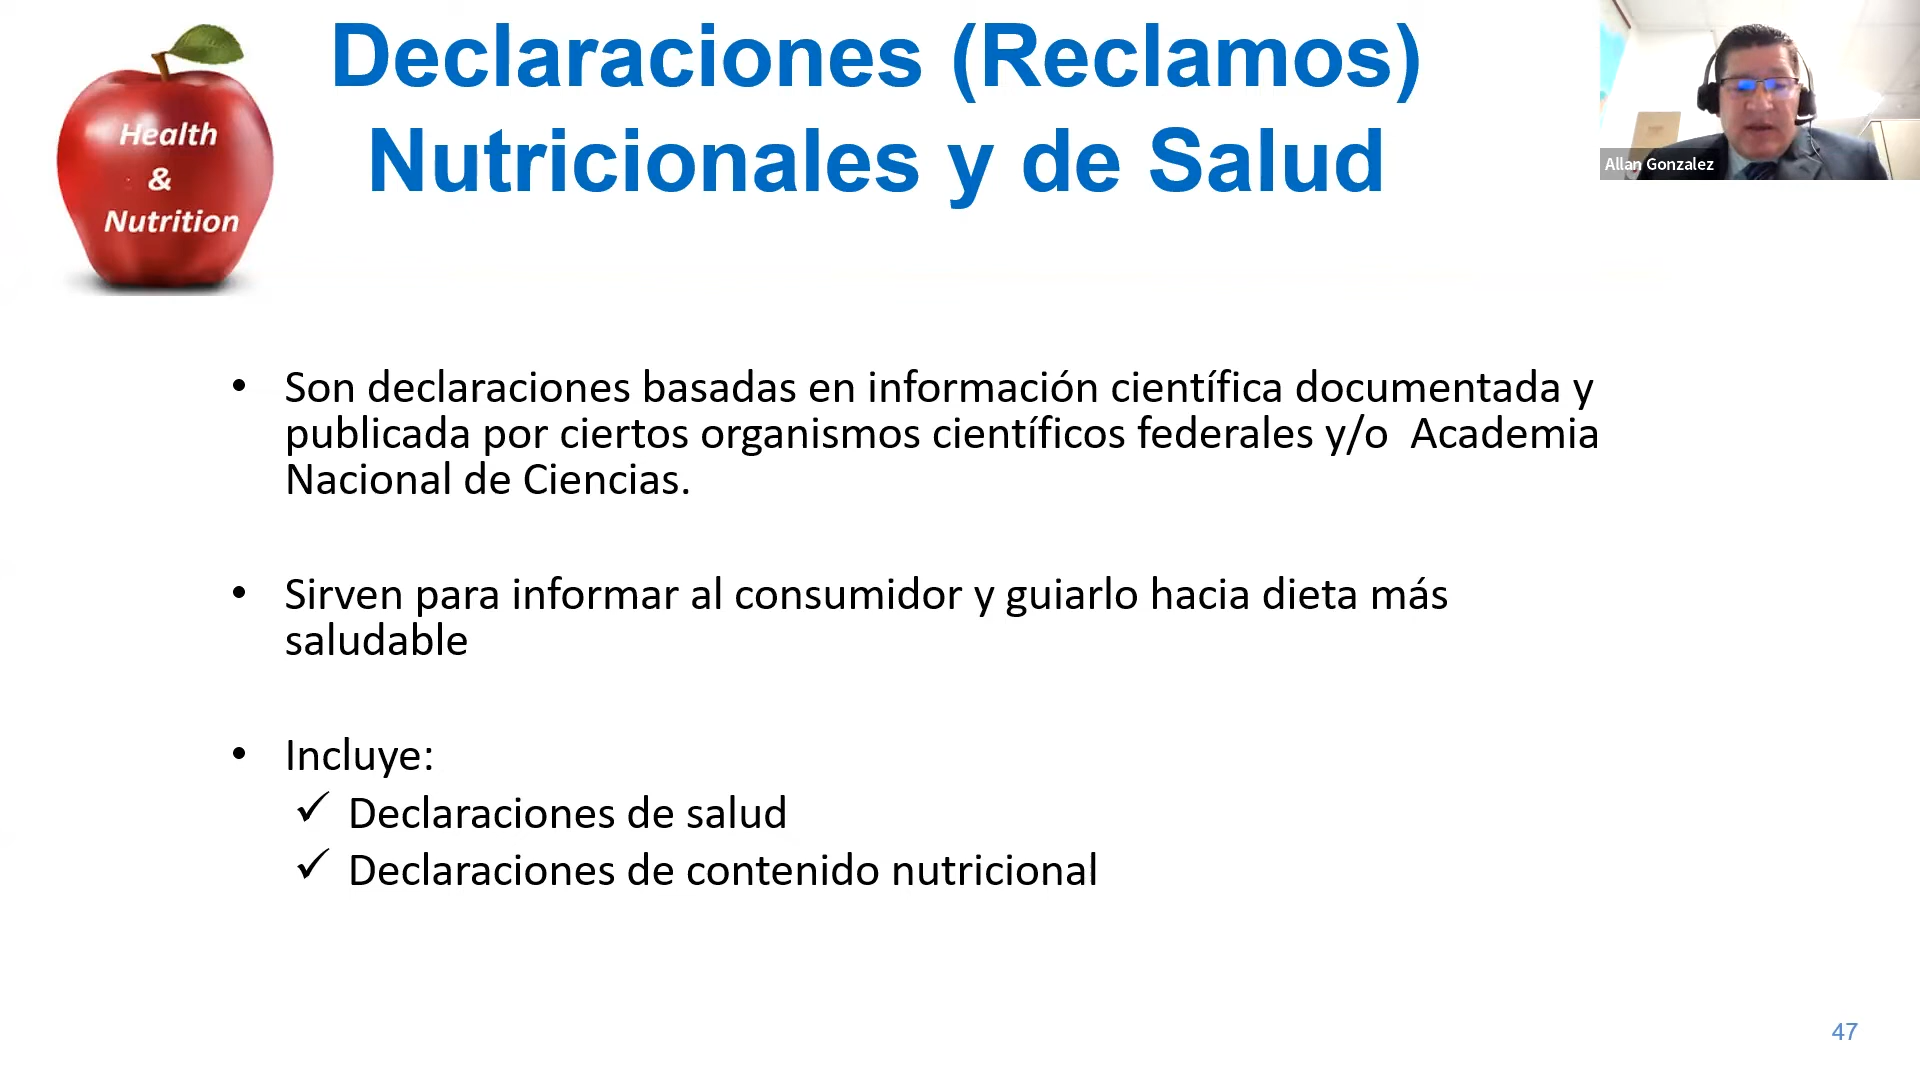 Declaraciones (Reclamos)
Nutricionales y de Salud
Health
&
Nutrition
Allan Gonzalez
• Son declaraciones basadas en información científica documentada y
publicada por ciertos organismos científicos federales y/o Academia
Nacional de Ciencias.
• Sirven para informar al consumidor y guiarlo hacia dieta más
saludable
• Incluye:
✓ Declaraciones de salud
✓ Declaraciones de contenido nutricional
47